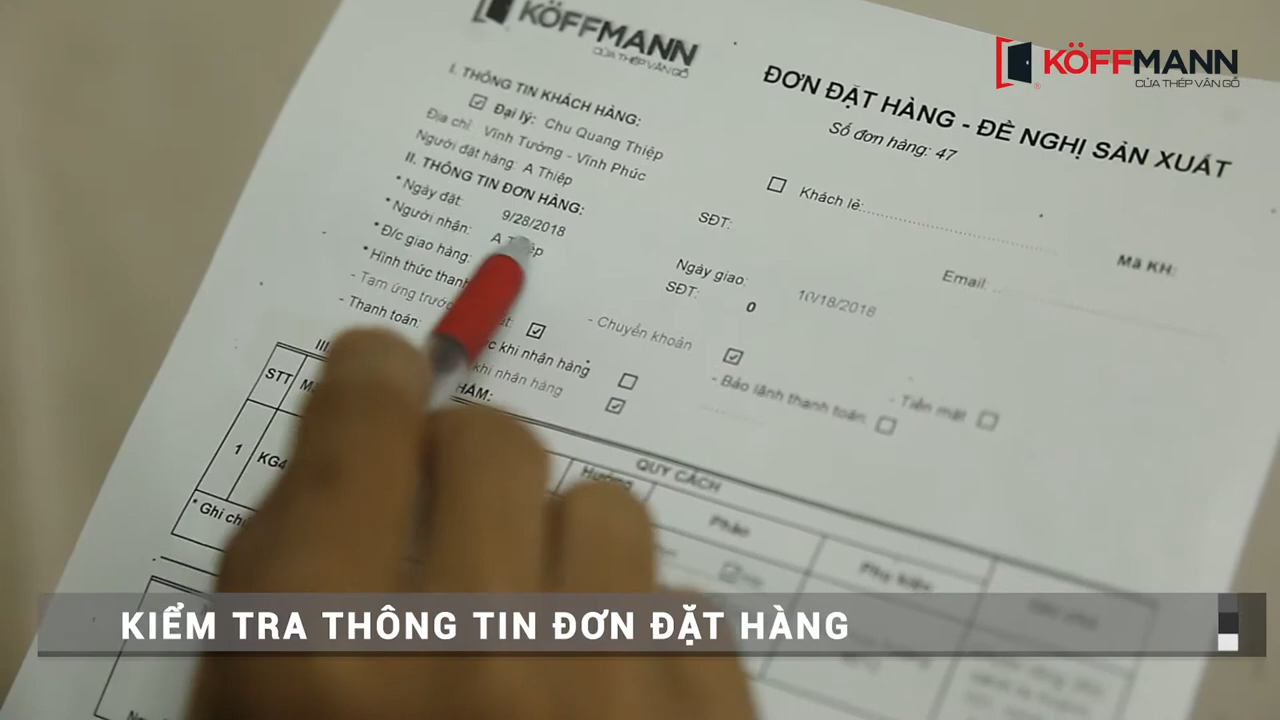 KÖFFMANN
CỬA THÉP VÂN GỖ
KÖFFMANN
CỬA THÉP VÂN GỖ
ĐƠN ĐẶT HÀNG - ĐỀ NGHỊ SẢN XUẤT
Số đơn hàng: 47
I. THÔNG TIN KHÁCH HÀNG:
Đại lý: Chu Quang Thiệp
Khách lẻ:
Địa chỉ: Vĩnh Tường - Vĩnh Phúc
SĐT:
Email:
Mã KH:
Người đặt hàng: A Thiệp
II. THÔNG TIN ĐƠN HÀNG:
* Ngày đặt: 9/28/2018
Ngày giao: 10/18/2018
* Người nhận: A Thiệp
SĐT: 0
* Đ/c giao hàng:
* Hình thức thanh
- Tạm ứng trước
- Chuyển khoản
- Bảo lãnh thanh toán
- Tiền mặt
- Thanh toán:
khi nhận hàng
khi nhận hàng
III
STT
QUY CÁCH
Hướng
Phào
Phụ kiện
1
KG4
* Ghi ch
KIỂM TRA THÔNG TIN ĐƠN ĐẶT HÀNG